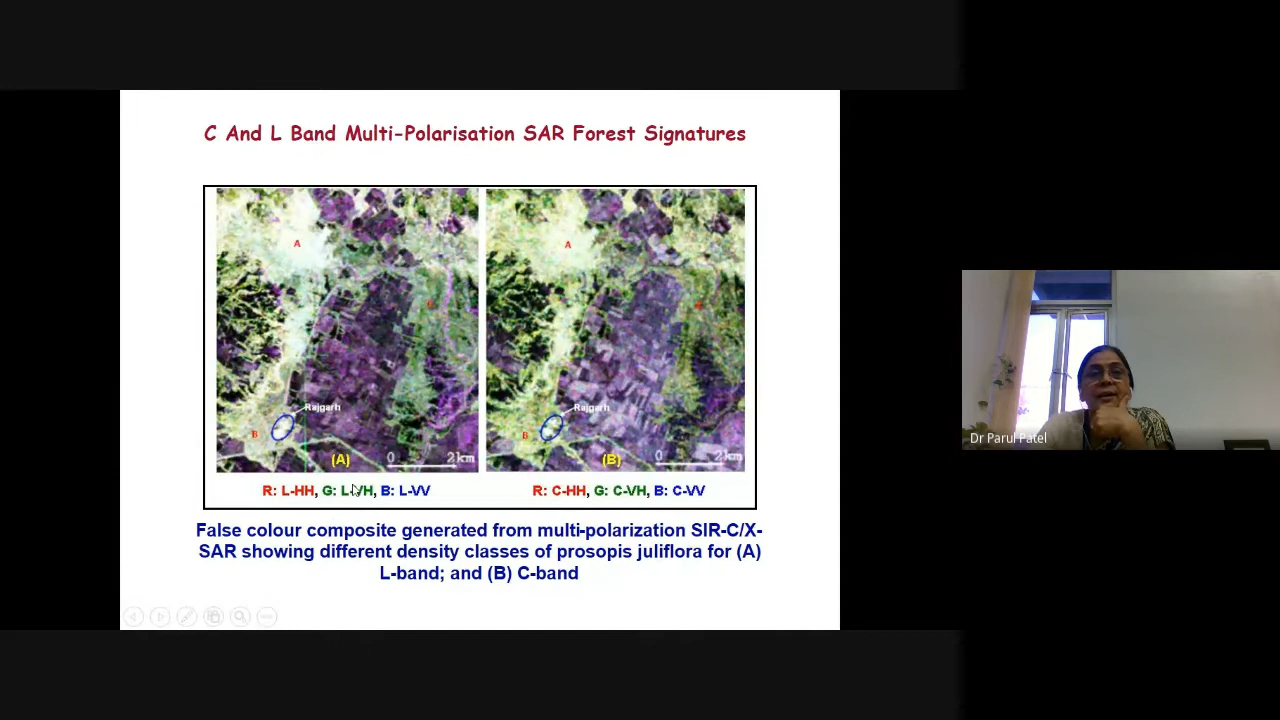 C And L Band Multi-Polarisation SAR Forest Signatures
A
A
Rajgarh
Rajgarh
B
B
(A)
0 2km
(B)
0 2km
R: L-HH, G: L-VH, B: L-VV
R: C-HH, G: C-VH, B: C-VV
False colour composite generated from multi-polarization SIR-C/X-
SAR showing different density classes of prosopis juliflora for (A)
L-band; and (B) C-band
Dr Parul Patel